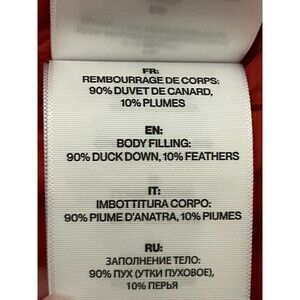 FR:
REMBOURRAGE DE CORPS:
90% DUVET DE CANARD,
10% PLUMES
EN:
BODY FILLING:
90% DUCK DOWN, 10% FEATHERS
IT:
IMBOTTITURA CORPO:
90% PIUME D'ANATRA, 10% PIUMES
RU:
ЗАПОЛНЕНИЕ ТЕЛО:
90% ПУХ (УТКИ ПУХОВОЕ),
10% ПЕРЬЯ